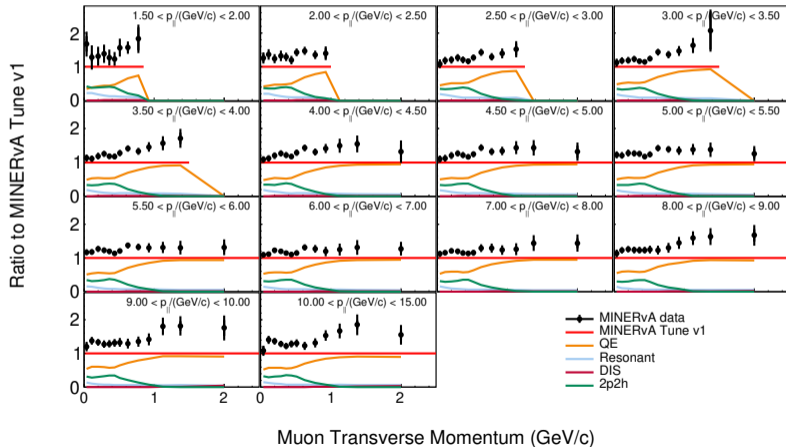 1.50 < p||/(GeV/c) < 2.00
2.00 < p||/(GeV/c) < 2.50
2.50 < p||/(GeV/c) < 3.00
3.00 < p||/(GeV/c) < 3.50
2
1
0
3.50 < p||/(GeV/c) < 4.00
4.00 < p||/(GeV/c) < 4.50
4.50 < p||/(GeV/c) < 5.00
5.00 < p||/(GeV/c) < 5.50
2
1
0
5.50 < p||/(GeV/c) < 6.00
6.00 < p||/(GeV/c) < 7.00
7.00 < p||/(GeV/c) < 8.00
8.00 < p||/(GeV/c) < 9.00
2
1
0
9.00 < p||/(GeV/c) < 10.00
10.00 < p||/(GeV/c) < 15.00
2
1
0
0 1 2
0 1 2
Ratio to MINERvA Tune v1
Muon Transverse Momentum (GeV/c)
MINERvA data
MINERvA Tune v1
QE
Resonant
DIS
2p2h